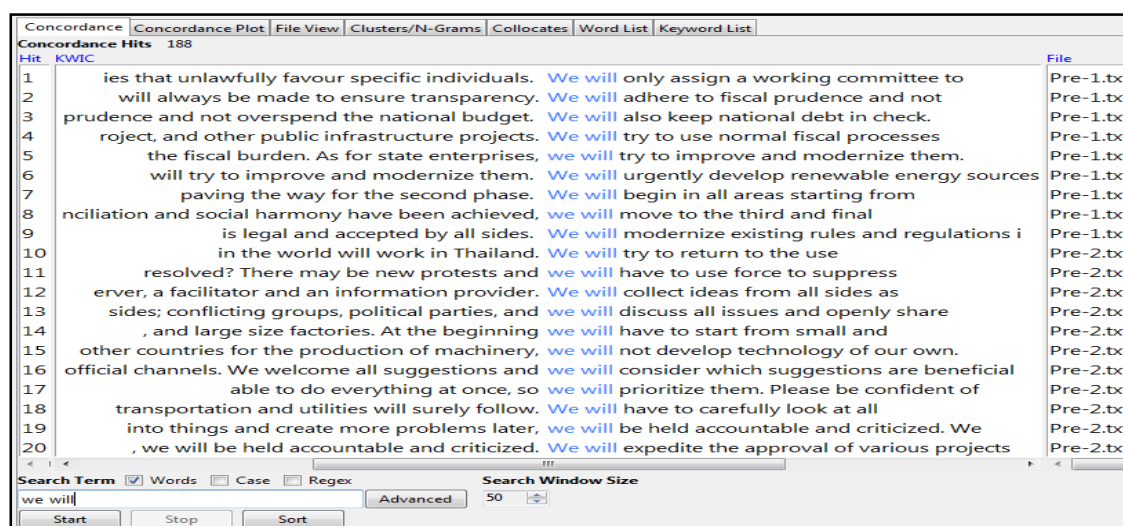 Concordance Concordance Plot File View Clusters/N-Grams Collocates Word List Keyword List
Concordance Hits 188
Hit KWIC File
1 ies that unlawfully favour specific individuals. We will only assign a working committee to Pre-1.tx
2 will always be made to ensure transparency. We will adhere to fiscal prudence and not Pre-1.tx
3 prudence and not overspend the national budget. We will also keep national debt in check. Pre-1.tx
4 roject, and other public infrastructure projects. We will try to use normal fiscal processes Pre-1.tx
5 the fiscal burden. As for state enterprises, we will try to improve and modernize them. Pre-1.tx
6 will try to improve and modernize them. We will urgently develop renewable energy sources Pre-1.tx
7 paving the way for the second phase. We will begin in all areas starting from Pre-1.tx
8 nciliation and social harmony have been achieved, we will move to the third and final Pre-1.tx
9 is legal and accepted by all sides. We will modernize existing rules and regulations i Pre-1.tx
10 in the world will work in Thailand. We will try to return to the use Pre-2.tx
11 resolved? There may be new protests and we will have to use force to suppress Pre-2.tx
12 erver, a facilitator and an information provider. We will collect ideas from all sides as Pre-2.tx
13 sides; conflicting groups, political parties, and we will discuss all issues and openly share Pre-2.tx
14 , and large size factories. At the beginning we will have to start from small and Pre-2.tx
15 other countries for the production of machinery, we will not develop technology of our own. Pre-2.tx
16 official channels. We welcome all suggestions and we will consider which suggestions are beneficial Pre-2.tx
17 able to do everything at once, so we will prioritize them. Please be confident of Pre-2.tx
18 transportation and utilities will surely follow. We will have to carefully look at all Pre-2.tx
19 into things and create more problems later, we will be held accountable and criticized. We Pre-2.tx
20 , we will be held accountable and criticized. We will expedite the approval of various projects Pre-2.tx
Search Term Words Case Regex Search Window Size
we will Advanced 50
Start Stop Sort